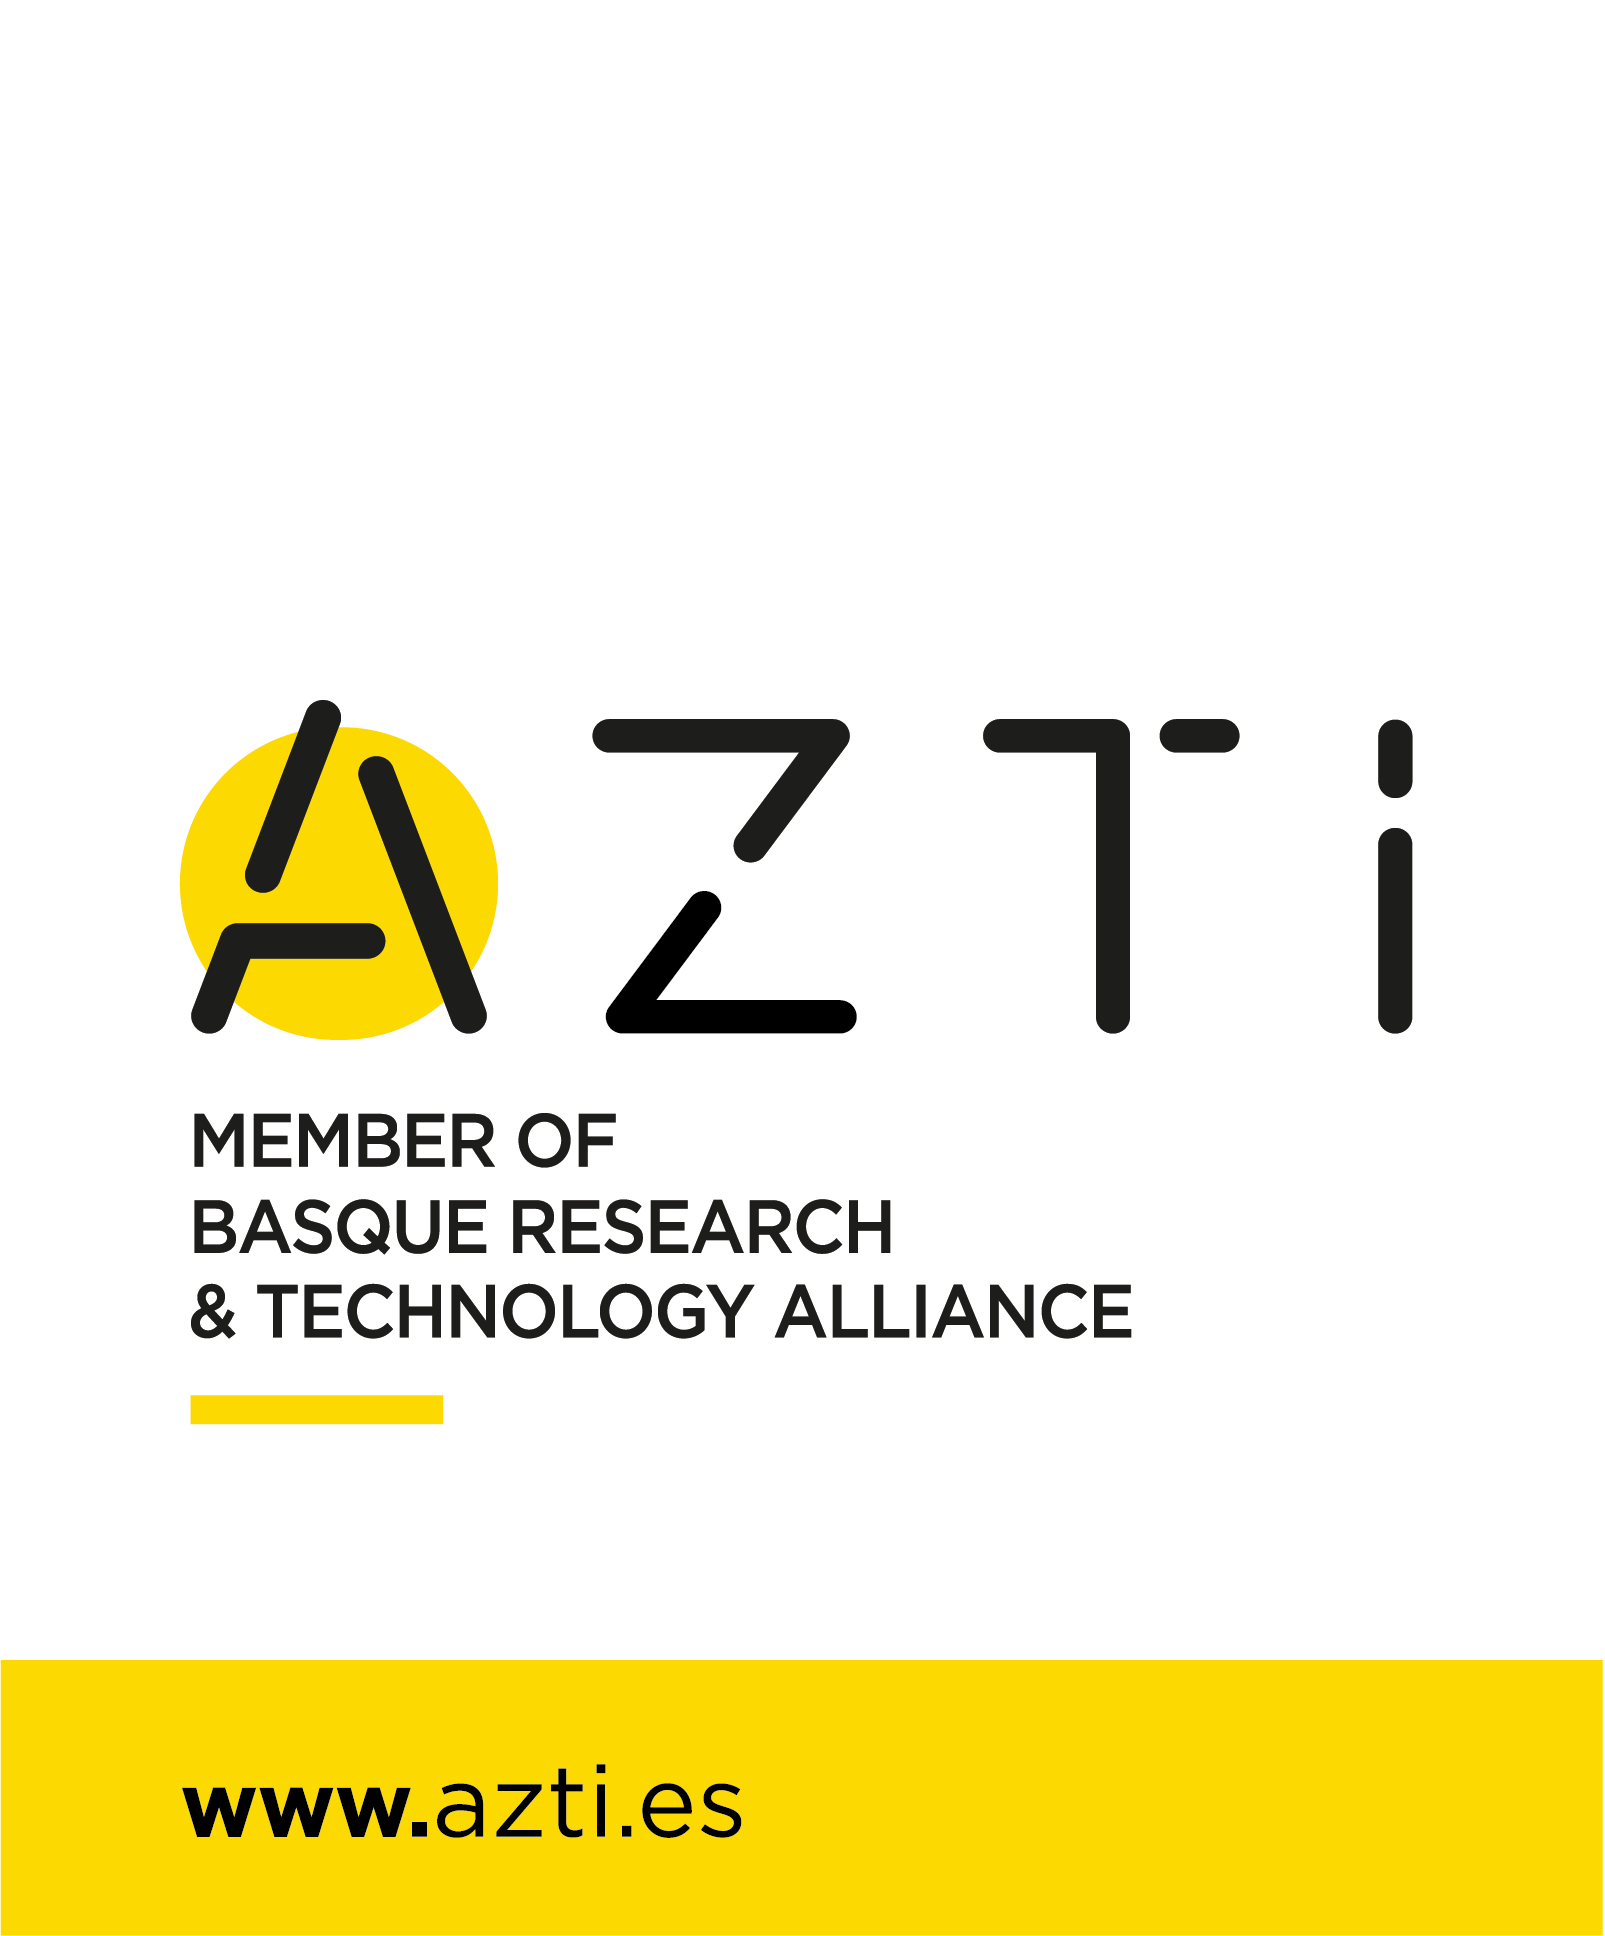 AZTi
MEMBER OF
BASQUE RESEARCH
& TECHNOLOGY ALLIANCE
www.azti.es